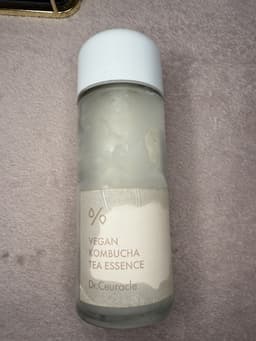 %
VEGAN
KOMBUCHA
TEA ESSENCE
Dr.Ceuracle